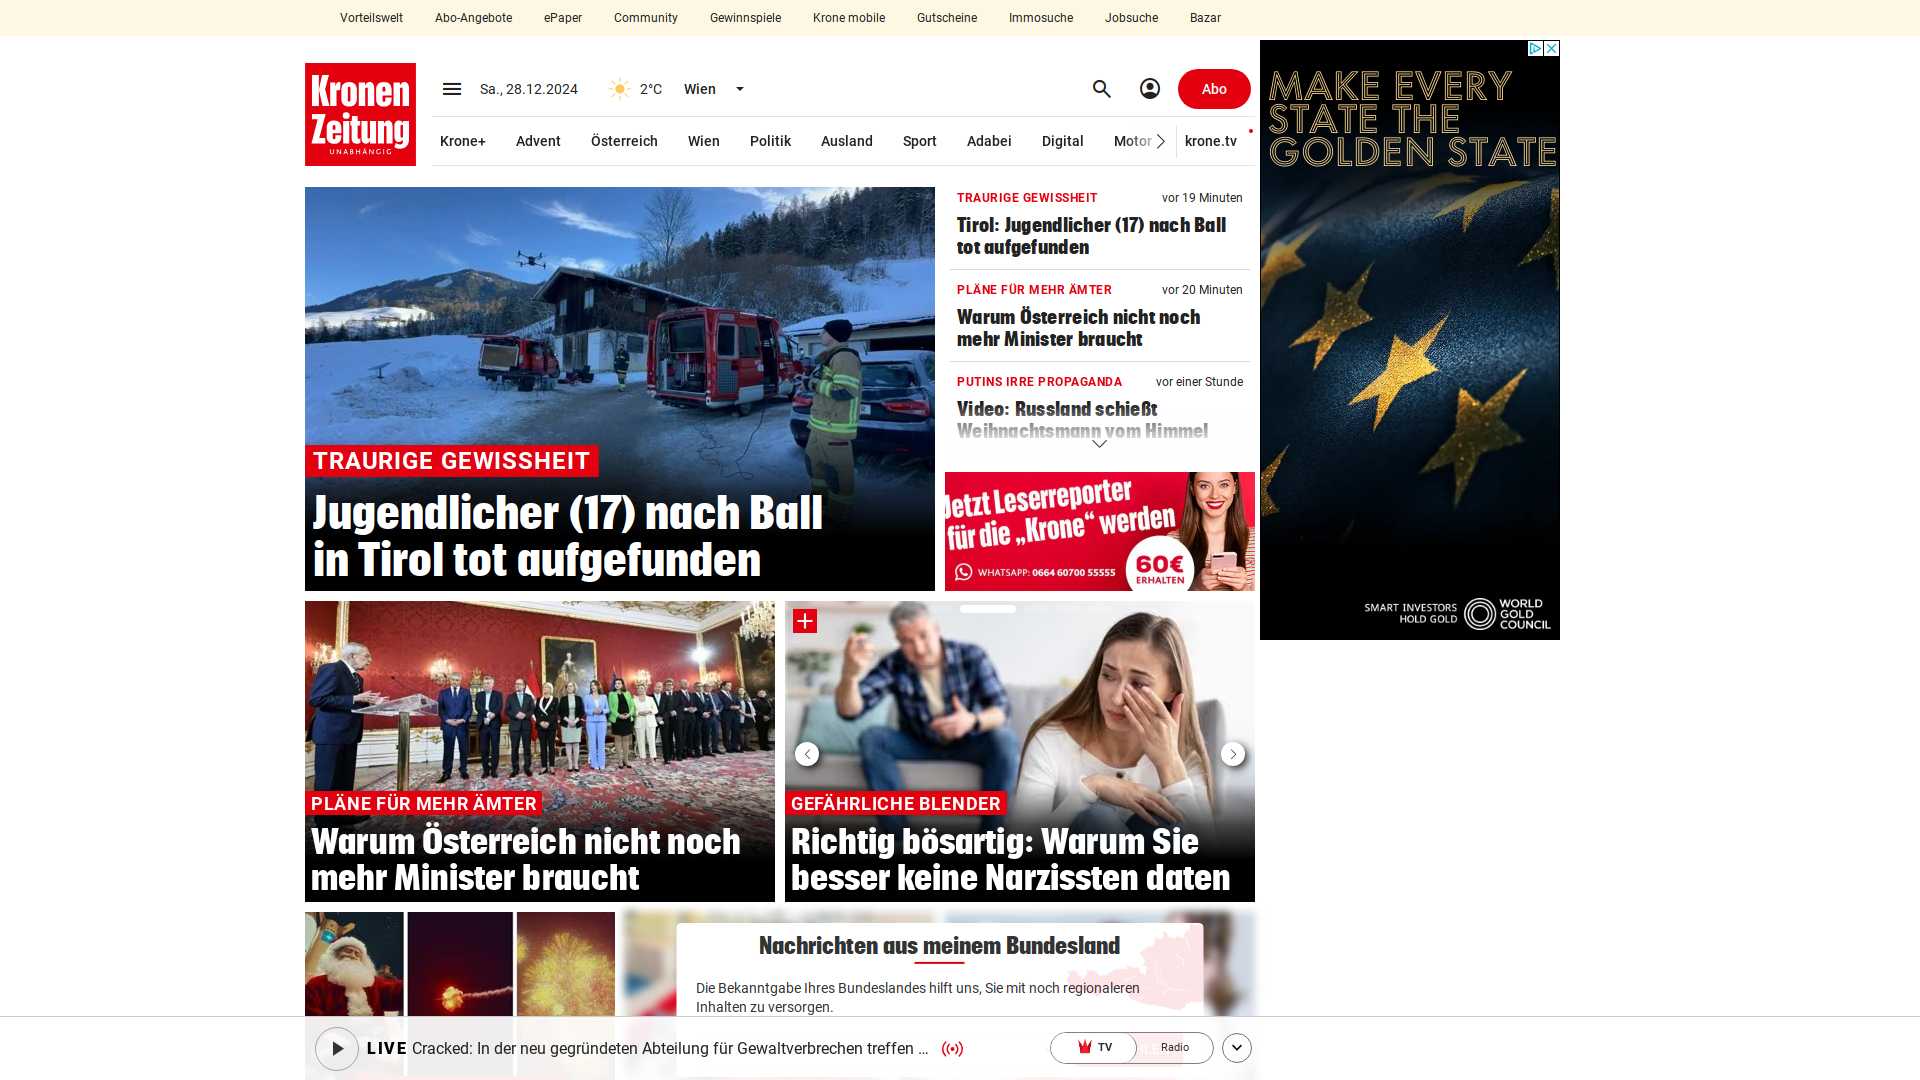 Vorteilswelt Abo-Angebote ePaper Community Gewinnspiele Krone mobile Gutscheine Immosuche Jobsuche Bazar
Kronen
Zeitung
UNABHÄNGIG
Sa., 28.12.2024 2°C Wien Abo
Krone+ Advent Österreich Wien Politik Ausland Sport Adabei Digital Motor krone.tv
TRAURIGE GEWISSHEIT
Jugendlicher (17) nach Ball
in Tirol tot aufgefunden
TRAURIGE GEWISSHEIT vor 19 Minuten
Tirol: Jugendlicher (17) nach Ball
tot aufgefunden
PLÄNE FÜR MEHR ÄMTER vor 20 Minuten
Warum Österreich nicht noch
mehr Minister braucht
PUTINS IRRE PROPAGANDA vor einer Stunde
Video: Russland schießt
Weihnachtsmann vom Himmel
Jetzt Leserreporter
für die „Krone“ werden
WHATSAPP: 0664 60700 55555
60€
ERHALTEN
MAKE EVERY
STATE THE
GOLDEN STATE
SMART INVESTORS
HOLD GOLD
WORLD
GOLD
COUNCIL
PLÄNE FÜR MEHR ÄMTER
Warum Österreich nicht noch
mehr Minister braucht
GEFÄHRLICHE BLENDER
Richtig bösartig: Warum Sie
besser keine Narzissten daten
Nachrichten aus meinem Bundesland
Die Bekanntgabe Ihres Bundeslandes hilft uns, Sie mit noch regionaleren
Inhalten zu versorgen.
LIVE Cracked: In der neu gegründeten Abteilung für Gewaltverbrechen treffen ... TV Radio